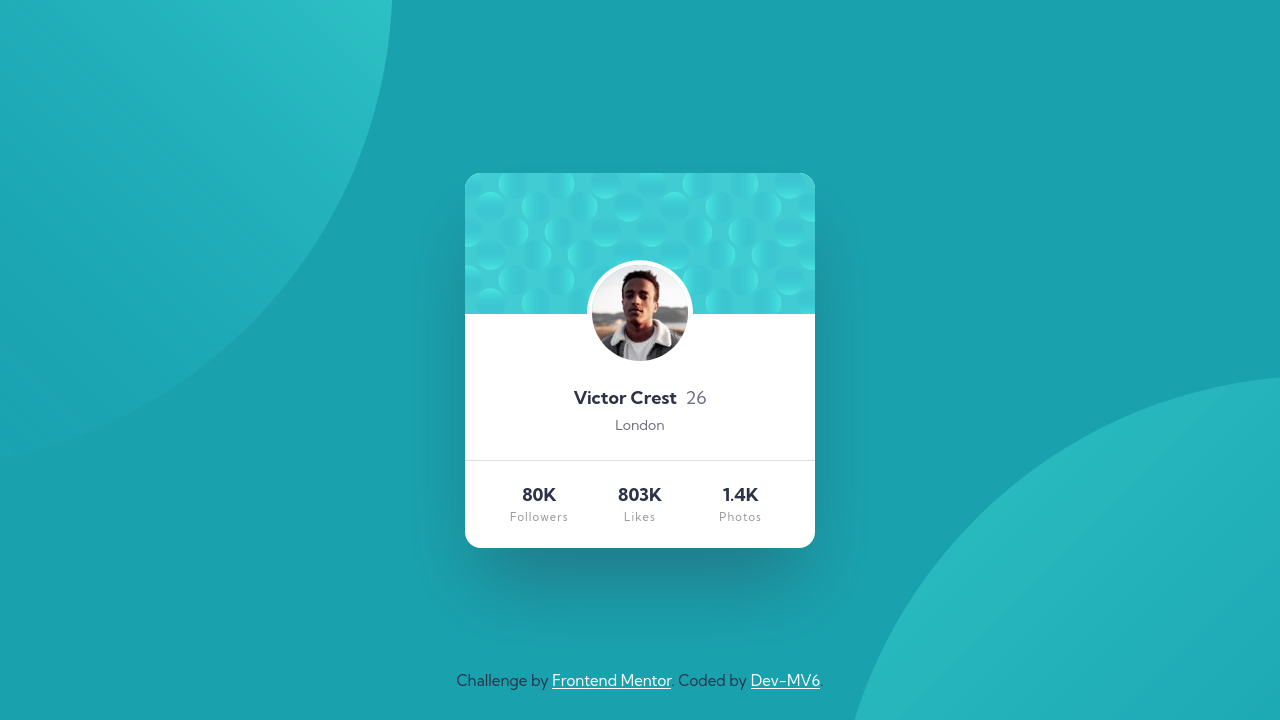 Victor Crest 26
London
80K 803K 1.4K
Followers Likes Photos
Challenge by Frontend Mentor. Coded by Dev-MV6.